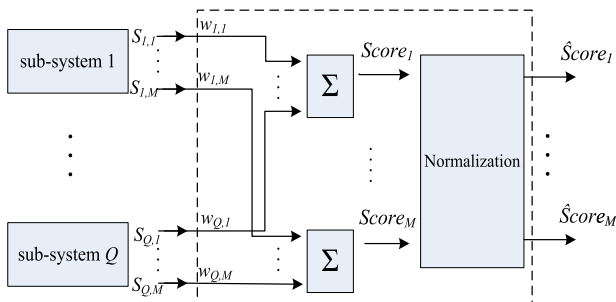 sub-system 1
S1,1
S1,M
w1,1
w1,M
Σ
Score1
Normalization
Ŝcore1
sub-system Q
SQ,1
SQ,M
wQ,1
wQ,M
Σ
ScoreM
ŜcoreM